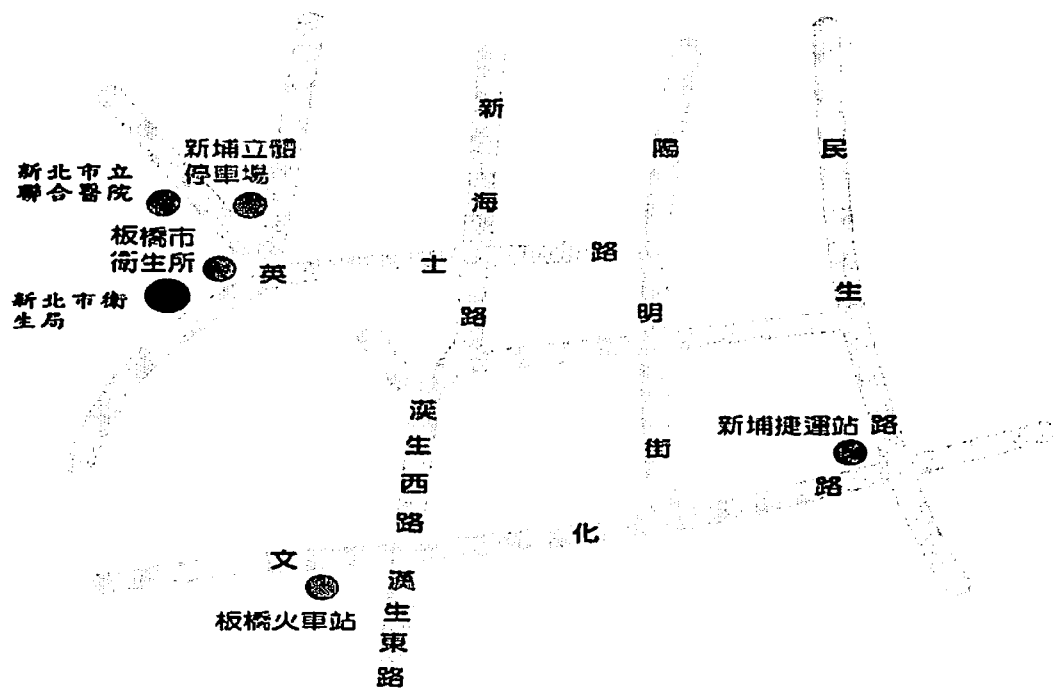 新北市立
聯合醫院
新埔立體
停車場
板橋市
衛生所
新北市衛
生局
英士路
新海路
陽明街
民生路
漢生西路
漢生東路
新埔捷運站
文化路
板橋火車站